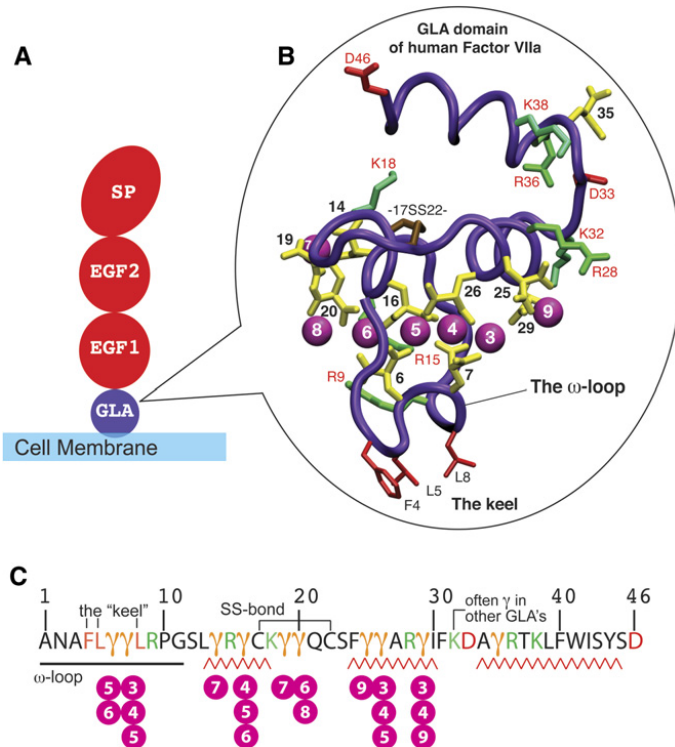 A
B
GLA domain
of human Factor VIIa
D46
K38
35
R36
D33
K18
-17SS22-
14
19
K32
R28
SP
EGF2
EGF1
GLA
Cell Membrane
20
16
26
25
29
8
6
5
4
3
9
R15
R9
6
7
The ω-loop
L8
L5
F4
The keel
C
1 10 20 30 40 46
the "keel"
SS-bond
often γ in
other GLA's
ANAFLγγLRPGSLγRγCKγγQCSFγγARγIFKDAγRTKLFWISYSD
ω-loop
5 3 7 4 7 6 9 3 3
6 4 5 8 4 4
5 6 5 9